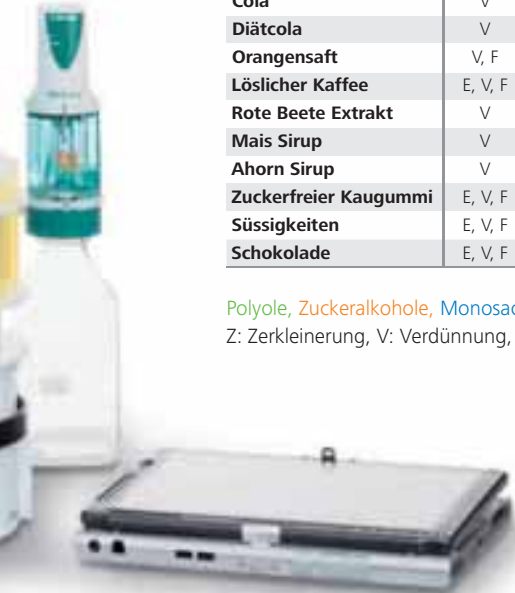 Cola V
Diätcola V
Orangensaft V, F
Löslicher Kaffee E, V, F
Rote Beete Extrakt V
Mais Sirup V
Ahorn Sirup V
Zuckerfreier Kaugummi E, V, F
Süssigkeiten E, V, F
Schokolade E, V, F
Polyole, Zuckeralkohole, Monosac
Z: Zerkleinerung, V: Verdünnung,